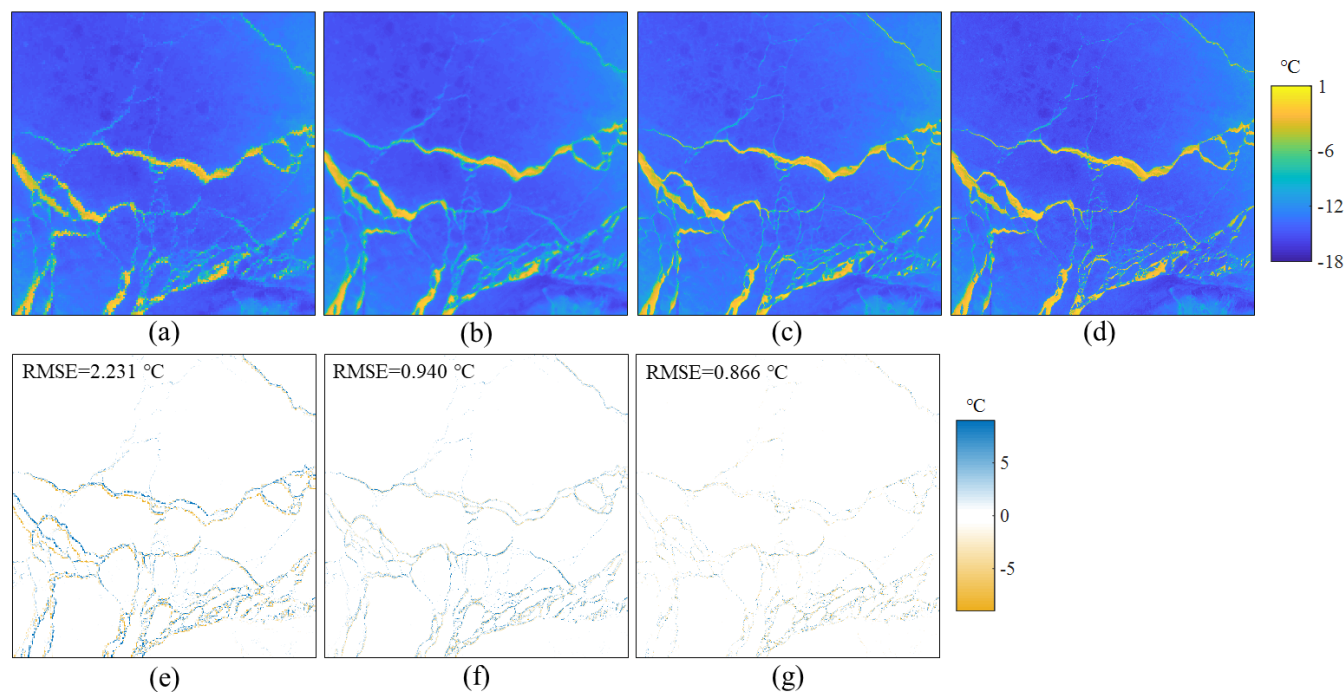 ℃
1
-6
-12
-18
(a)
(b)
(c)
(d)
RMSE=2.231 ℃
RMSE=0.940 ℃
RMSE=0.866 ℃
℃
5
0
-5
(e)
(f)
(g)